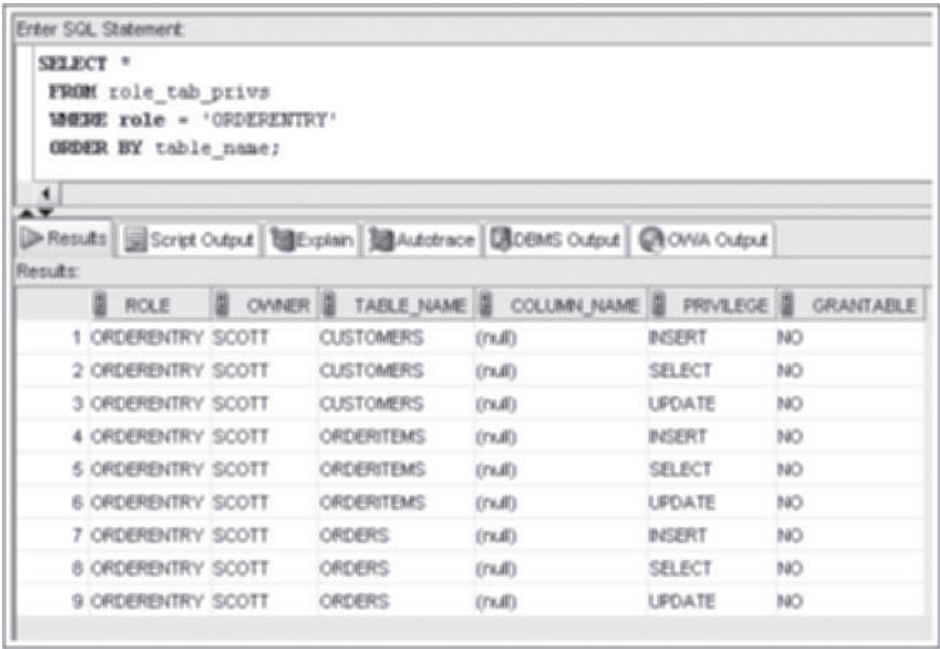 Enter SQL Statement:
SELECT *
FROM role_tab_privs
WHERE role = 'ORDERENTRY'
ORDER BY table_name;
Results Script Output Explain Autotrace DBMS Output OWA Output
Results:
ROLE OWNER TABLE_NAME COLUMN_NAME PRIVILEGE GRANTABLE
1 ORDERENTRY SCOTT CUSTOMERS (null) INSERT NO
2 ORDERENTRY SCOTT CUSTOMERS (null) SELECT NO
3 ORDERENTRY SCOTT CUSTOMERS (null) UPDATE NO
4 ORDERENTRY SCOTT ORDERITEMS (null) INSERT NO
5 ORDERENTRY SCOTT ORDERITEMS (null) SELECT NO
6 ORDERENTRY SCOTT ORDERITEMS (null) UPDATE NO
7 ORDERENTRY SCOTT ORDERS (null) INSERT NO
8 ORDERENTRY SCOTT ORDERS (null) SELECT NO
9 ORDERENTRY SCOTT ORDERS (null) UPDATE NO